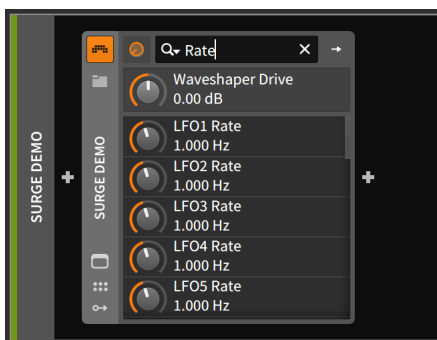 SURGE DEMO
SURGE DEMO
Rate
Waveshaper Drive
0.00 dB
LFO1 Rate
1.000 Hz
LFO2 Rate
1.000 Hz
LFO3 Rate
1.000 Hz
LFO4 Rate
1.000 Hz
LFO5 Rate
1.000 Hz